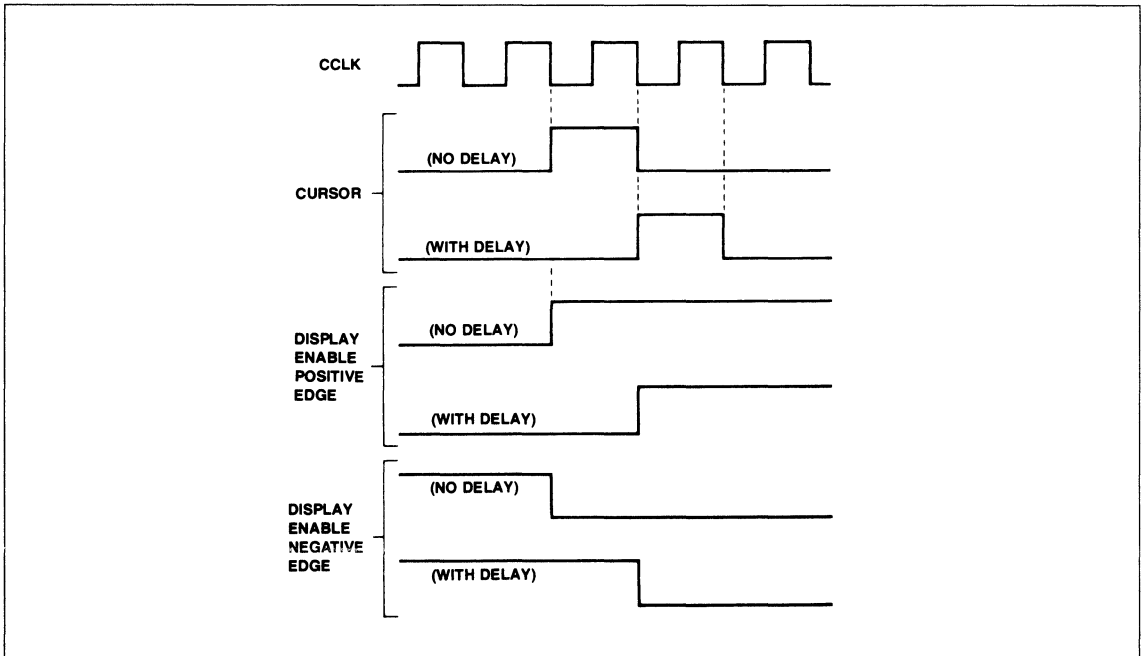 CCLK
(NO DELAY)
CURSOR
(WITH DELAY)
(NO DELAY)
DISPLAY
ENABLE
POSITIVE
EDGE
(WITH DELAY)
(NO DELAY)
DISPLAY
ENABLE
NEGATIVE
EDGE
(WITH DELAY)